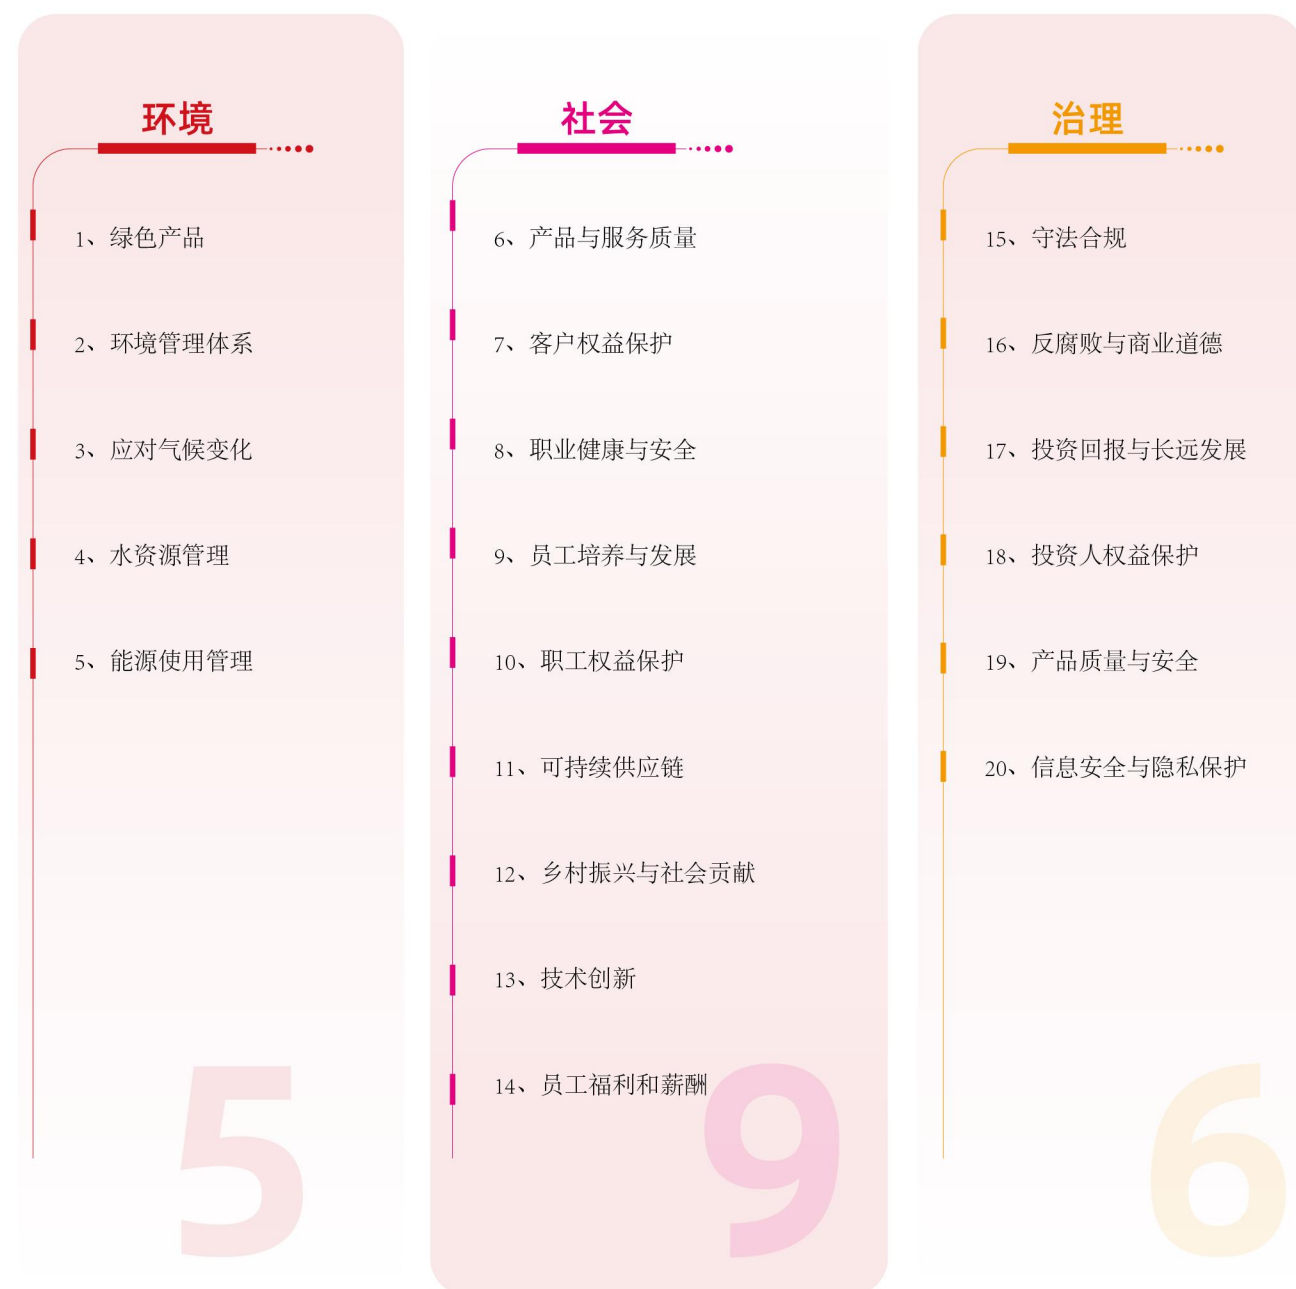 环境
1、绿色产品
2、环境管理体系
3、应对气候变化
4、水资源管理
5、能源使用管理
5
社会
6、产品与服务质量
7、客户权益保护
8、职业健康与安全
9、员工培养与发展
10、职工权益保护
11、可持续供应链
12、乡村振兴与社会贡献
13、技术创新
14、员工福利和薪酬
9
治理
15、守法合规
16、反腐败与商业道德
17、投资回报与长远发展
18、投资人权益保护
19、产品质量与安全
20、信息安全与隐私保护
6